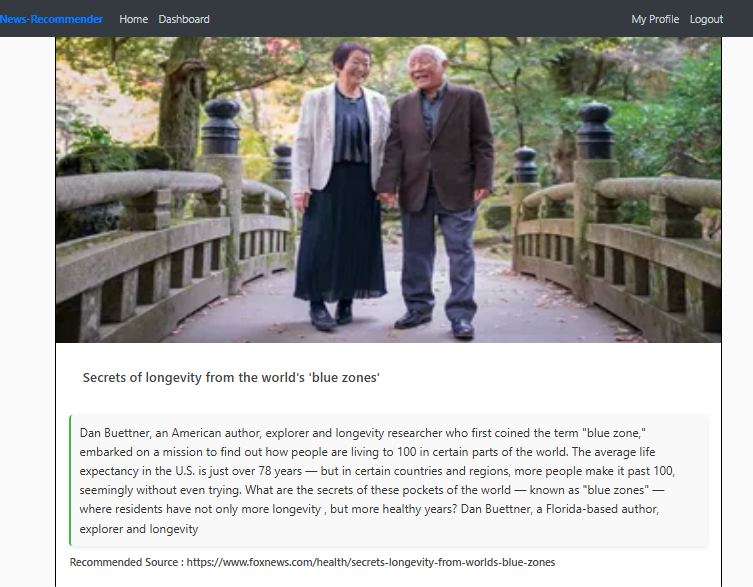 News-Recommender Home Dashboard My Profile Logout
Secrets of longevity from the world's 'blue zones'
Dan Buettner, an American author, explorer and longevity researcher who first coined the term "blue zone,"
embarked on a mission to find out how people are living to 100 in certain parts of the world. The average life
expectancy in the U.S. is just over 78 years — but in certain countries and regions, more people make it past 100,
seemingly without even trying. What are the secrets of these pockets of the world — known as "blue zones" —
where residents have not only more longevity , but more healthy years? Dan Buettner, a Florida-based author,
explorer and longevity
Recommended Source : https://www.foxnews.com/health/secrets-longevity-from-worlds-blue-zones